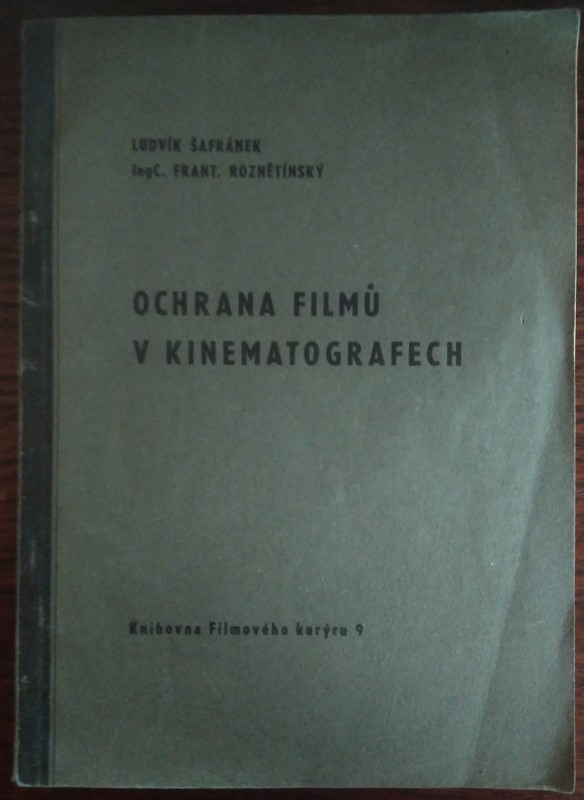 LUDVÍK ŠAFRÁNEK
IngC. FRANT. ROZNĚTÍNSKÝ
OCHRANA FILMŮ
V KINEMATOGRAFECH
Knihovna Filmového kurýru 9